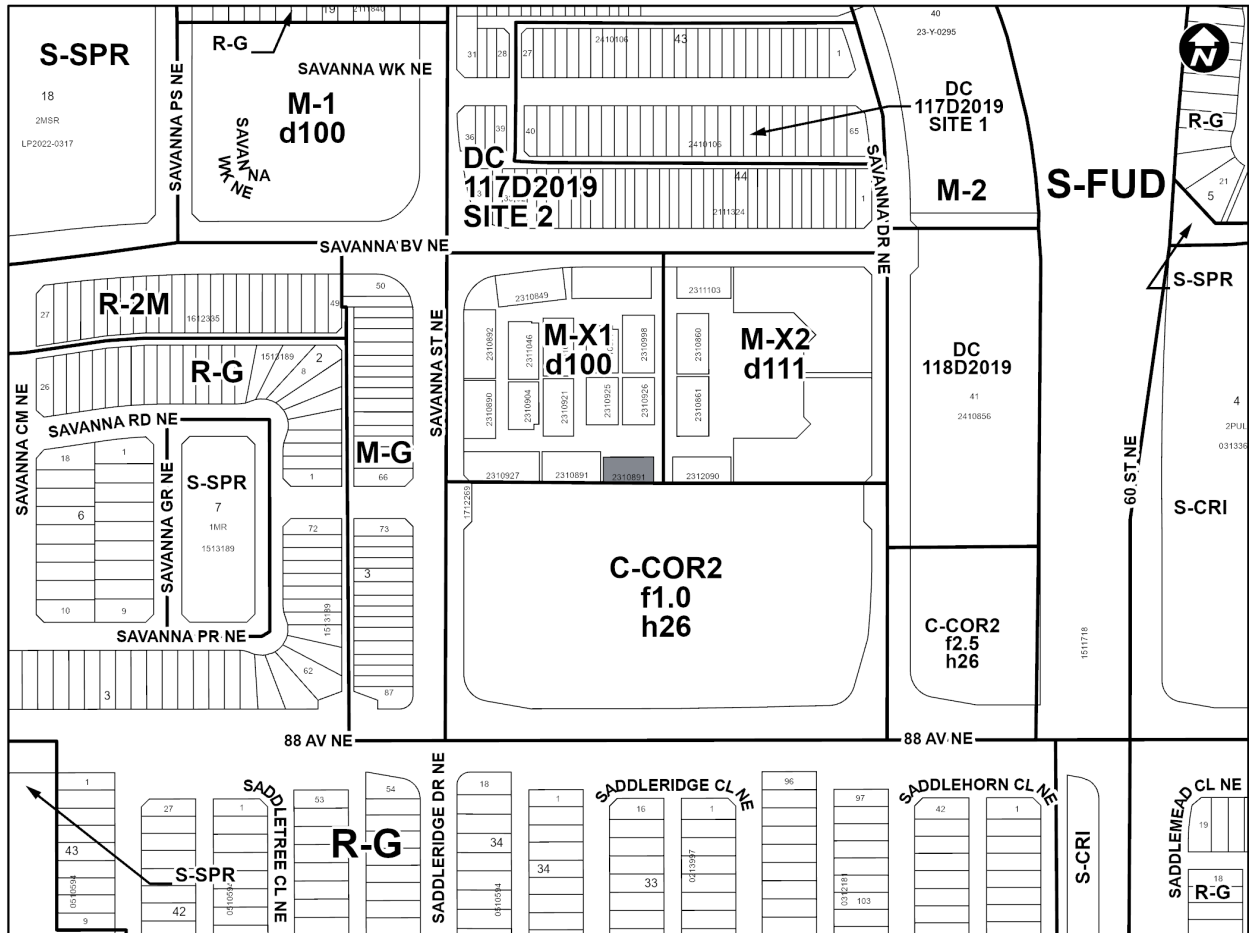 19
2111840
40
23-Y-0295
N
S-SPR
18
2MSR
LP2022-0317
SAVANNA PS NE
R-G
SAVANNA WK NE
M-1
d100
SAVANNA
WK NE
31
28
27
2410106
43
1
36
39
40
2410106
65
DC
117D2019
SITE 1
DC
117D2019
SITE 2
44
2111324
1
SAVANNA DR NE
M-2
S-FUD
R-G
21
5
S-SPR
SAVANNA BV NE
27
R-2M
1612335
49
50
26
R-G
1513189
2
8
SAVANNA CM NE
SAVANNA RD NE
18
1
6
10
9
SAVANNA GR NE
S-SPR
7
1MR
1513189
SAVANNA PR NE
1
72
1513189
62
3
M-G
66
73
3
87
SAVANNA ST NE
2310849
2310892
2311046
M-X1
d100
2310998
2310890
2310904
2310921
2310925
2310926
2310927
2310891
2310891
2311103
2310860
M-X2
d111
2310861
2312090
DC
118D2019
41
2410856
60 ST NE
4
2PUL
031336
S-CRI
1712269
C-COR2
f1.0
h26
C-COR2
f2.5
h26
1511718
88 AV NE
88 AV NE
1
43
0510594
9
S-SPR
27
42
1
0510594
SADDLETREE CL NE
53
R-G
54
SADDLERIDGE DR NE
18
34
0510594
1
34
SADDLERIDGE CL NE
16
33
1
0213997
96
0312181
97
103
SADDLEHORN CL NE
42
1
S-CRI
SADDLEMEAD CL NE
19
18
R-G